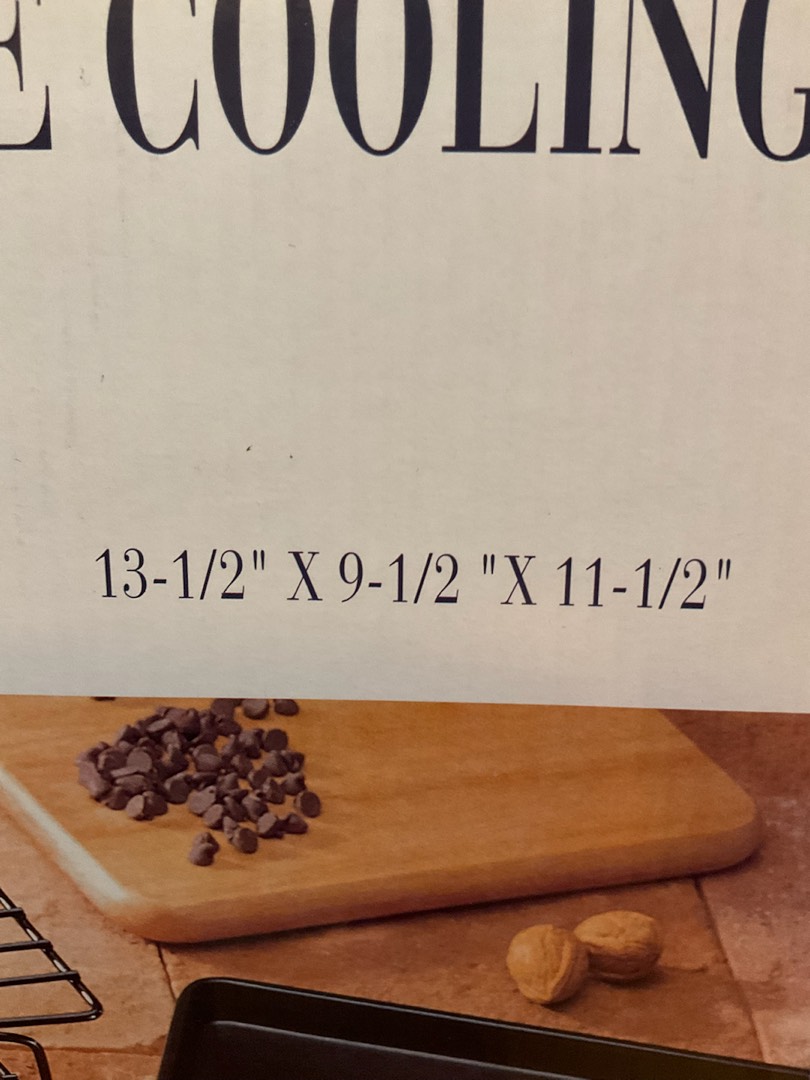 E COOLING
13-1/2" X 9-1/2 "X 11-1/2"